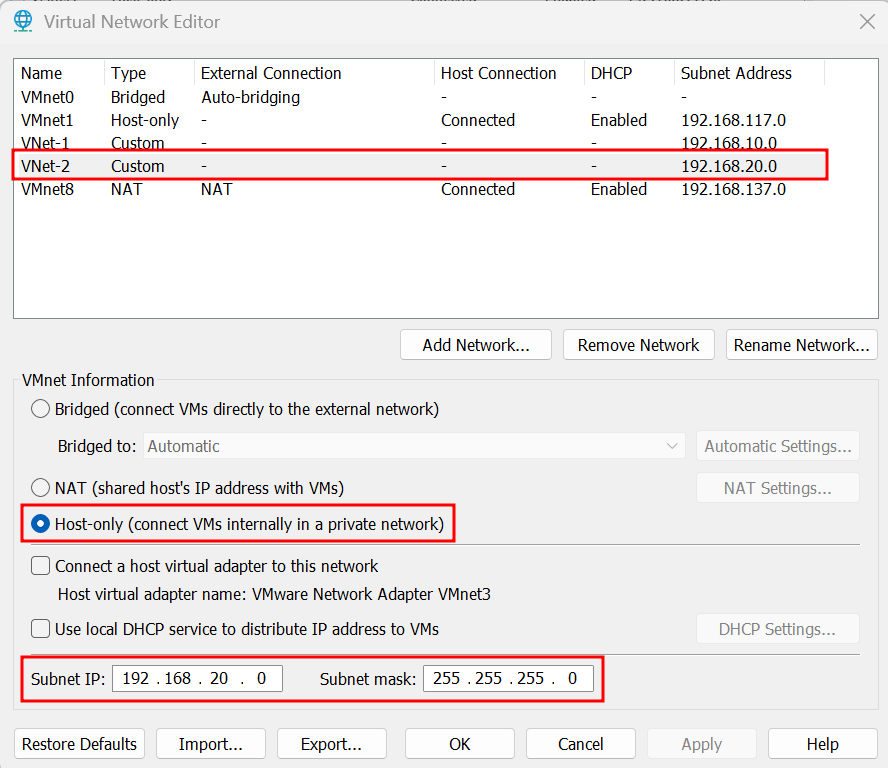 Virtual Network Editor
Name Type External Connection Host Connection DHCP Subnet Address
VMnet0 Bridged Auto-bridging - - -
VMnet1 Host-only - Connected Enabled 192.168.117.0
VNet-1 Custom - - - 192.168.10.0
VNet-2 Custom - - - 192.168.20.0
VMnet8 NAT NAT Connected Enabled 192.168.137.0
Add Network... Remove Network Rename Network...
VMnet Information
Bridged (connect VMs directly to the external network)
Bridged to: Automatic Automatic Settings...
NAT (shared host's IP address with VMs) NAT Settings...
Host-only (connect VMs internally in a private network)
Connect a host virtual adapter to this network
Host virtual adapter name: VMware Network Adapter VMnet3
Use local DHCP service to distribute IP address to VMs DHCP Settings...
Subnet IP: 192 . 168 . 20 . 0 Subnet mask: 255 . 255 . 255 . 0
Restore Defaults Import... Export... OK Cancel Apply Help